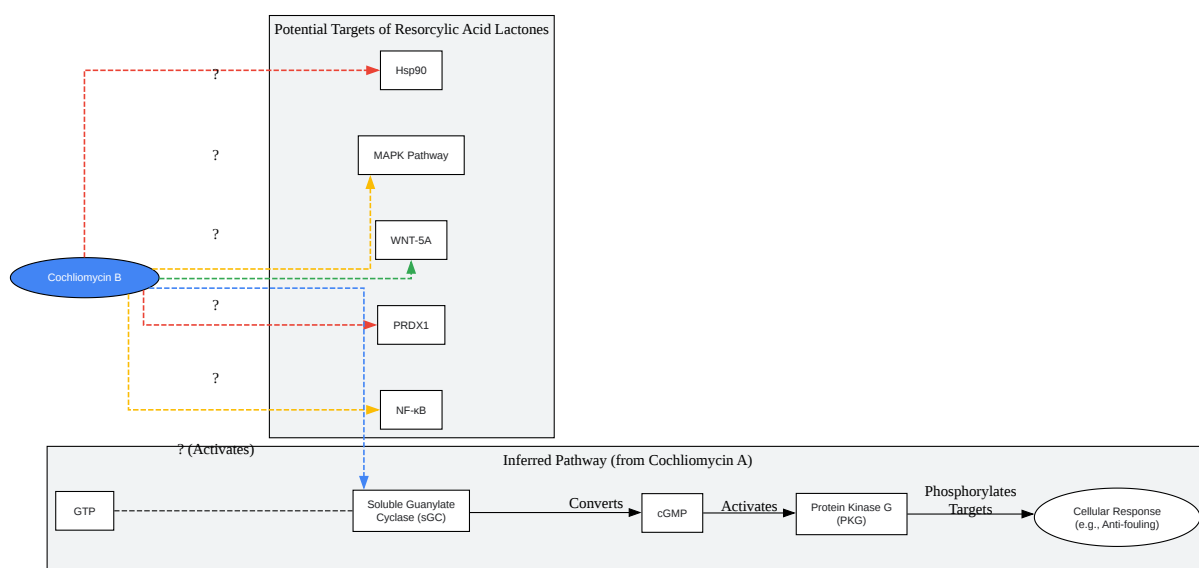 Potential Targets of Resorcylic Acid Lactones
?
Hsp90
?
MAPK Pathway
?
WNT-5A
Cochliomycin B
?
PRDX1
?
NF-κB
? (Activates)
Inferred Pathway (from Cochliomycin A)
GTP
Soluble Guanylate
Cyclase (sGC)
Converts
cGMP
Activates
Protein Kinase G
(PKG)
Phosphorylates
Targets
Cellular Response
(e.g., Anti-fouling)